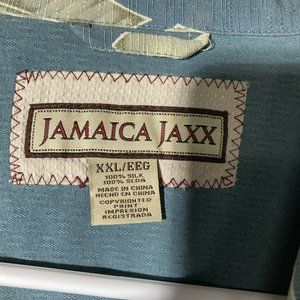 JAMAICA JAXX
XXL/EEG
100% SILK
100% SEDA
MADE IN CHINA
HECHO EN CHINA
COPYRIGHTED
PRINT
IMPRESION
REGISTRADA